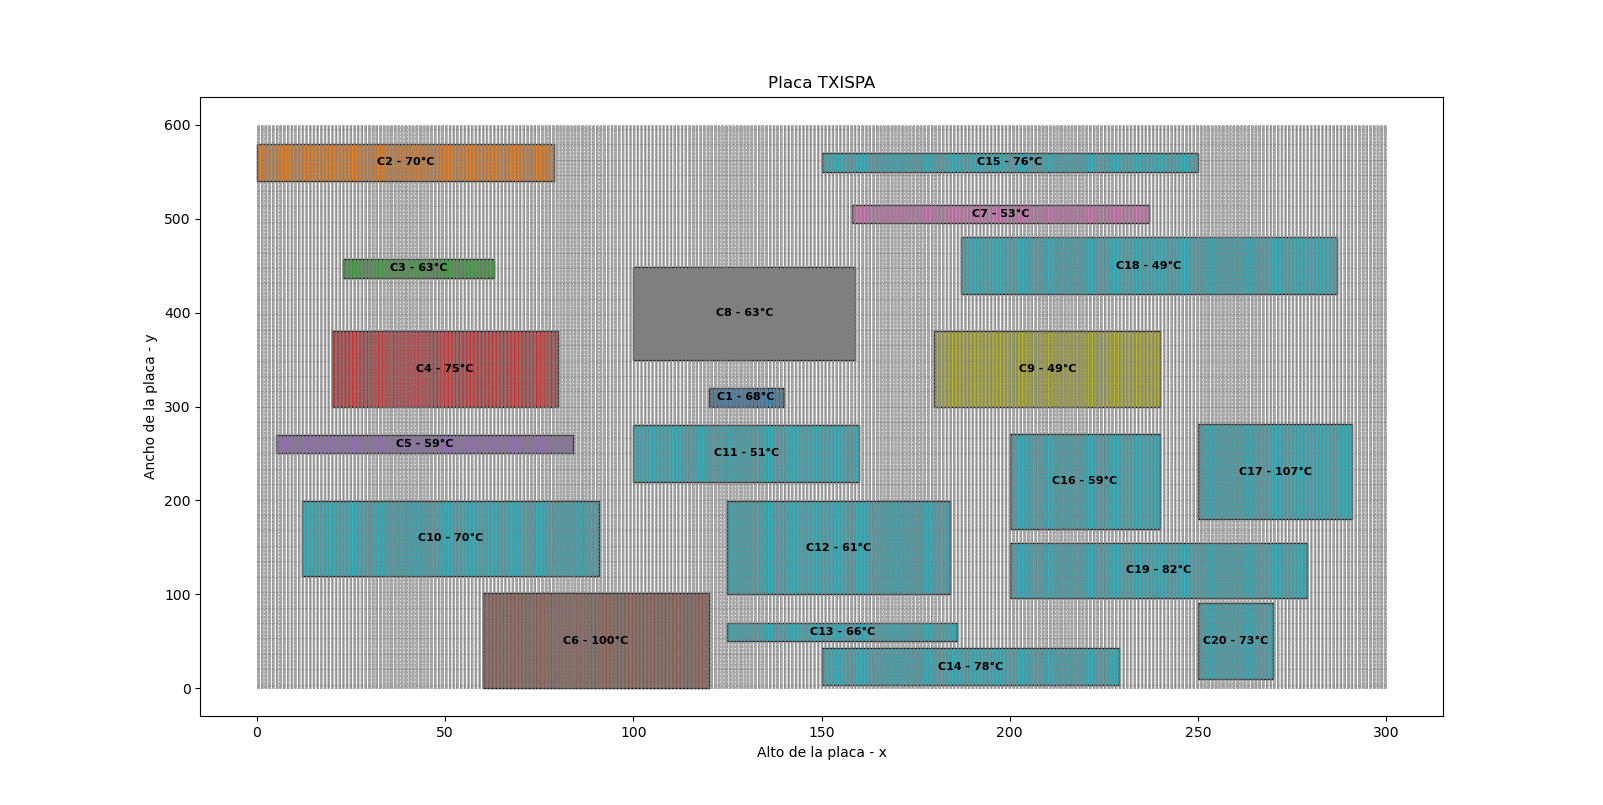 Placa TXISPA
600
500
400
300
200
100
0
Ancho de la placa - y
C2 - 70°C
C15 - 76°C
C7 - 53°C
C3 - 63°C
C18 - 49°C
C8 - 63°C
C4 - 75°C
C9 - 49°C
C1 - 68°C
C5 - 59°C
C11 - 51°C
C16 - 59°C
C17 - 107°C
C10 - 70°C
C12 - 61°C
C19 - 82°C
C6 - 100°C
C13 - 66°C
C20 - 73°C
C14 - 78°C
0 50 100 150 200 250 300
Alto de la placa - x